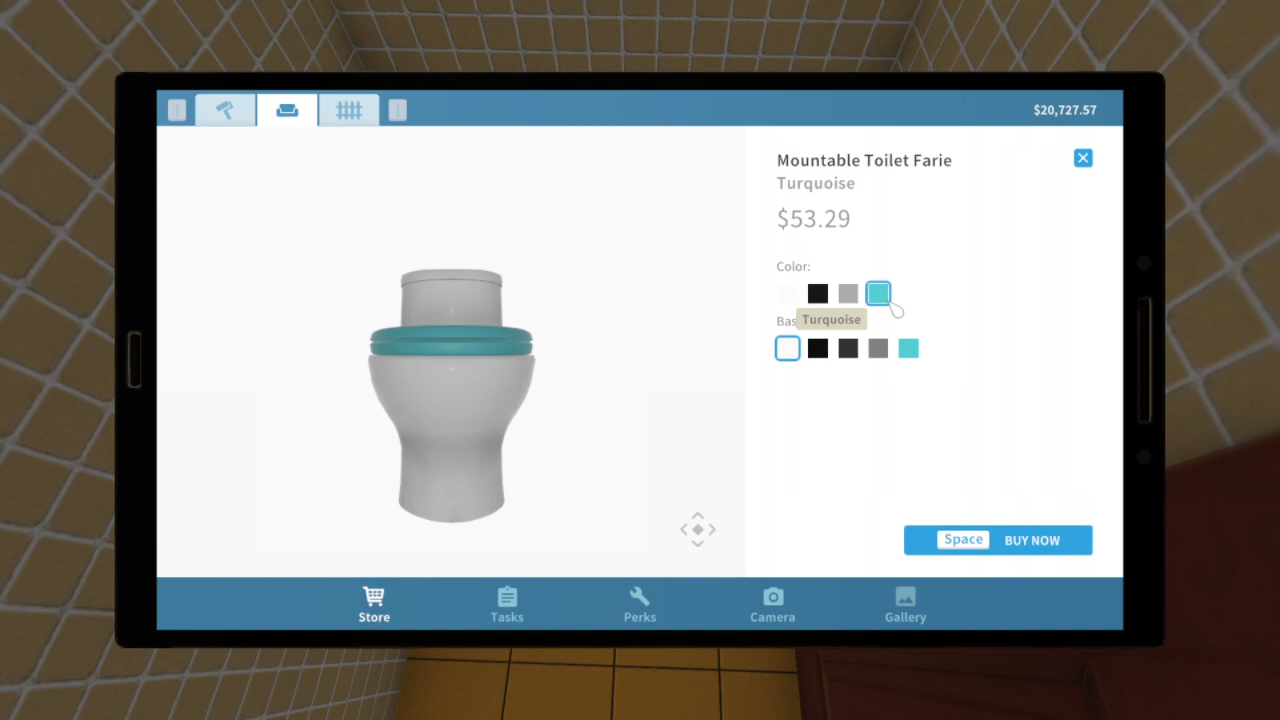 $20,727.57
Mountable Toilet Farie
Turquoise
$53.29
Color:
Bas
Turquoise
Space BUY NOW
Store Tasks Perks Camera Gallery